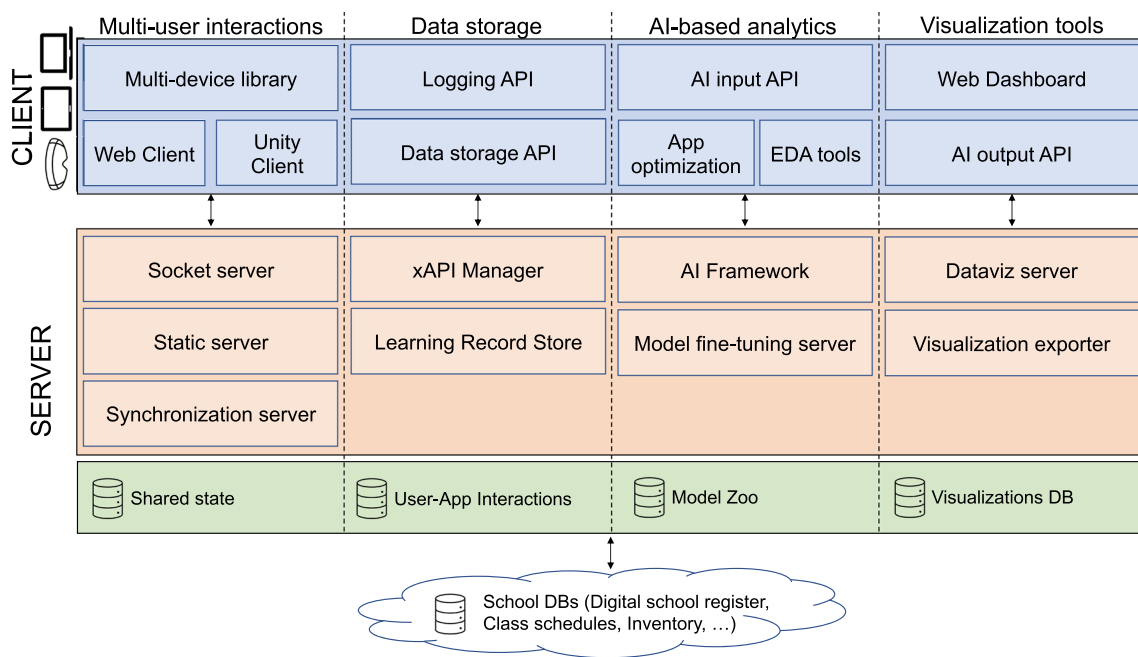 Multi-user interactions
Data storage
AI-based analytics
Visualization tools
CLIENT
Multi-device library
Logging API
AI input API
Web Dashboard
Web Client
Unity
Client
Data storage API
App
optimization
EDA tools
AI output API
SERVER
Socket server
xAPI Manager
AI Framework
Dataviz server
Static server
Learning Record Store
Model fine-tuning server
Visualization exporter
Synchronization server
Shared state
User-App Interactions
Model Zoo
Visualizations DB
School DBs (Digital school register,
Class schedules, Inventory, …)